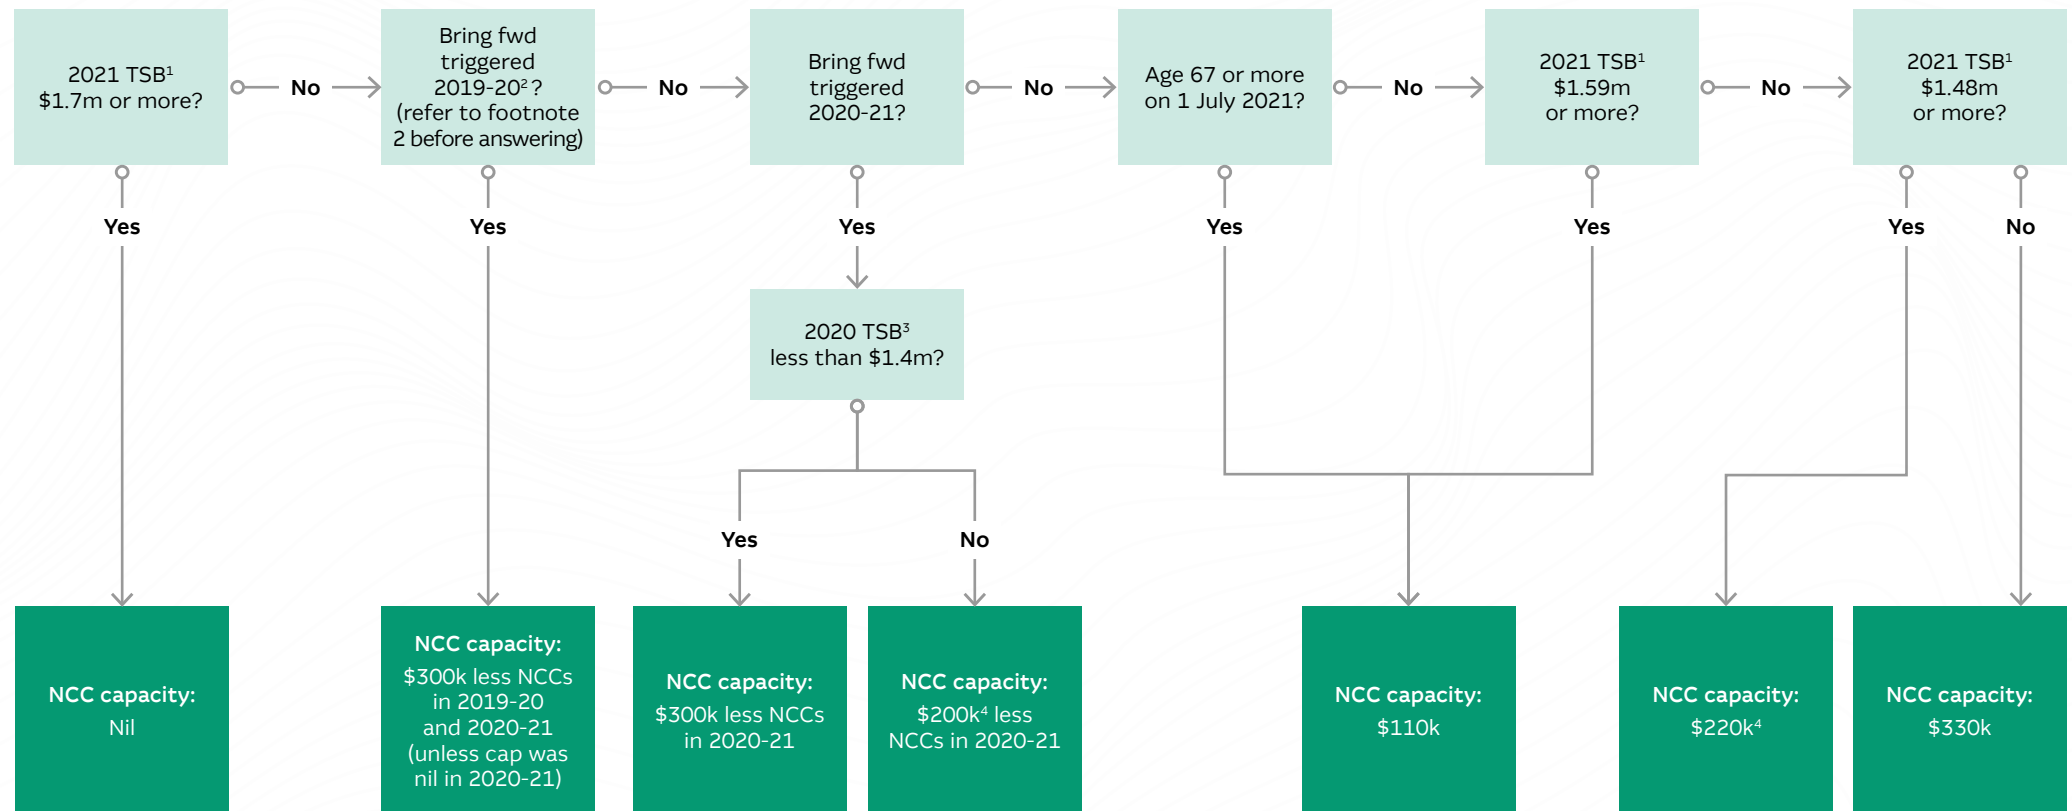 2021 TSB¹
$1.7m or more?
No
Bring fwd
triggered
2019-20²?
(refer to footnote
2 before answering)
No
Bring fwd
triggered
2020-21?
No
Age 67 or more
on 1 July 2021?
No
2021 TSB¹
$1.59m
or more?
No
2021 TSB¹
$1.48m
or more?
Yes
Yes
Yes
Yes
Yes
Yes
No
2020 TSB³
less than $1.4m?
Yes
No
NCC capacity:
Nil
NCC capacity:
$300k less NCCs
in 2019-20
and 2020-21
(unless cap was
nil in 2020-21)
NCC capacity:
$300k less NCCs
in 2020-21
NCC capacity:
$200k⁴ less
NCCs in 2020-21
NCC capacity:
$110k
NCC capacity:
$220k⁴
NCC capacity:
$330k